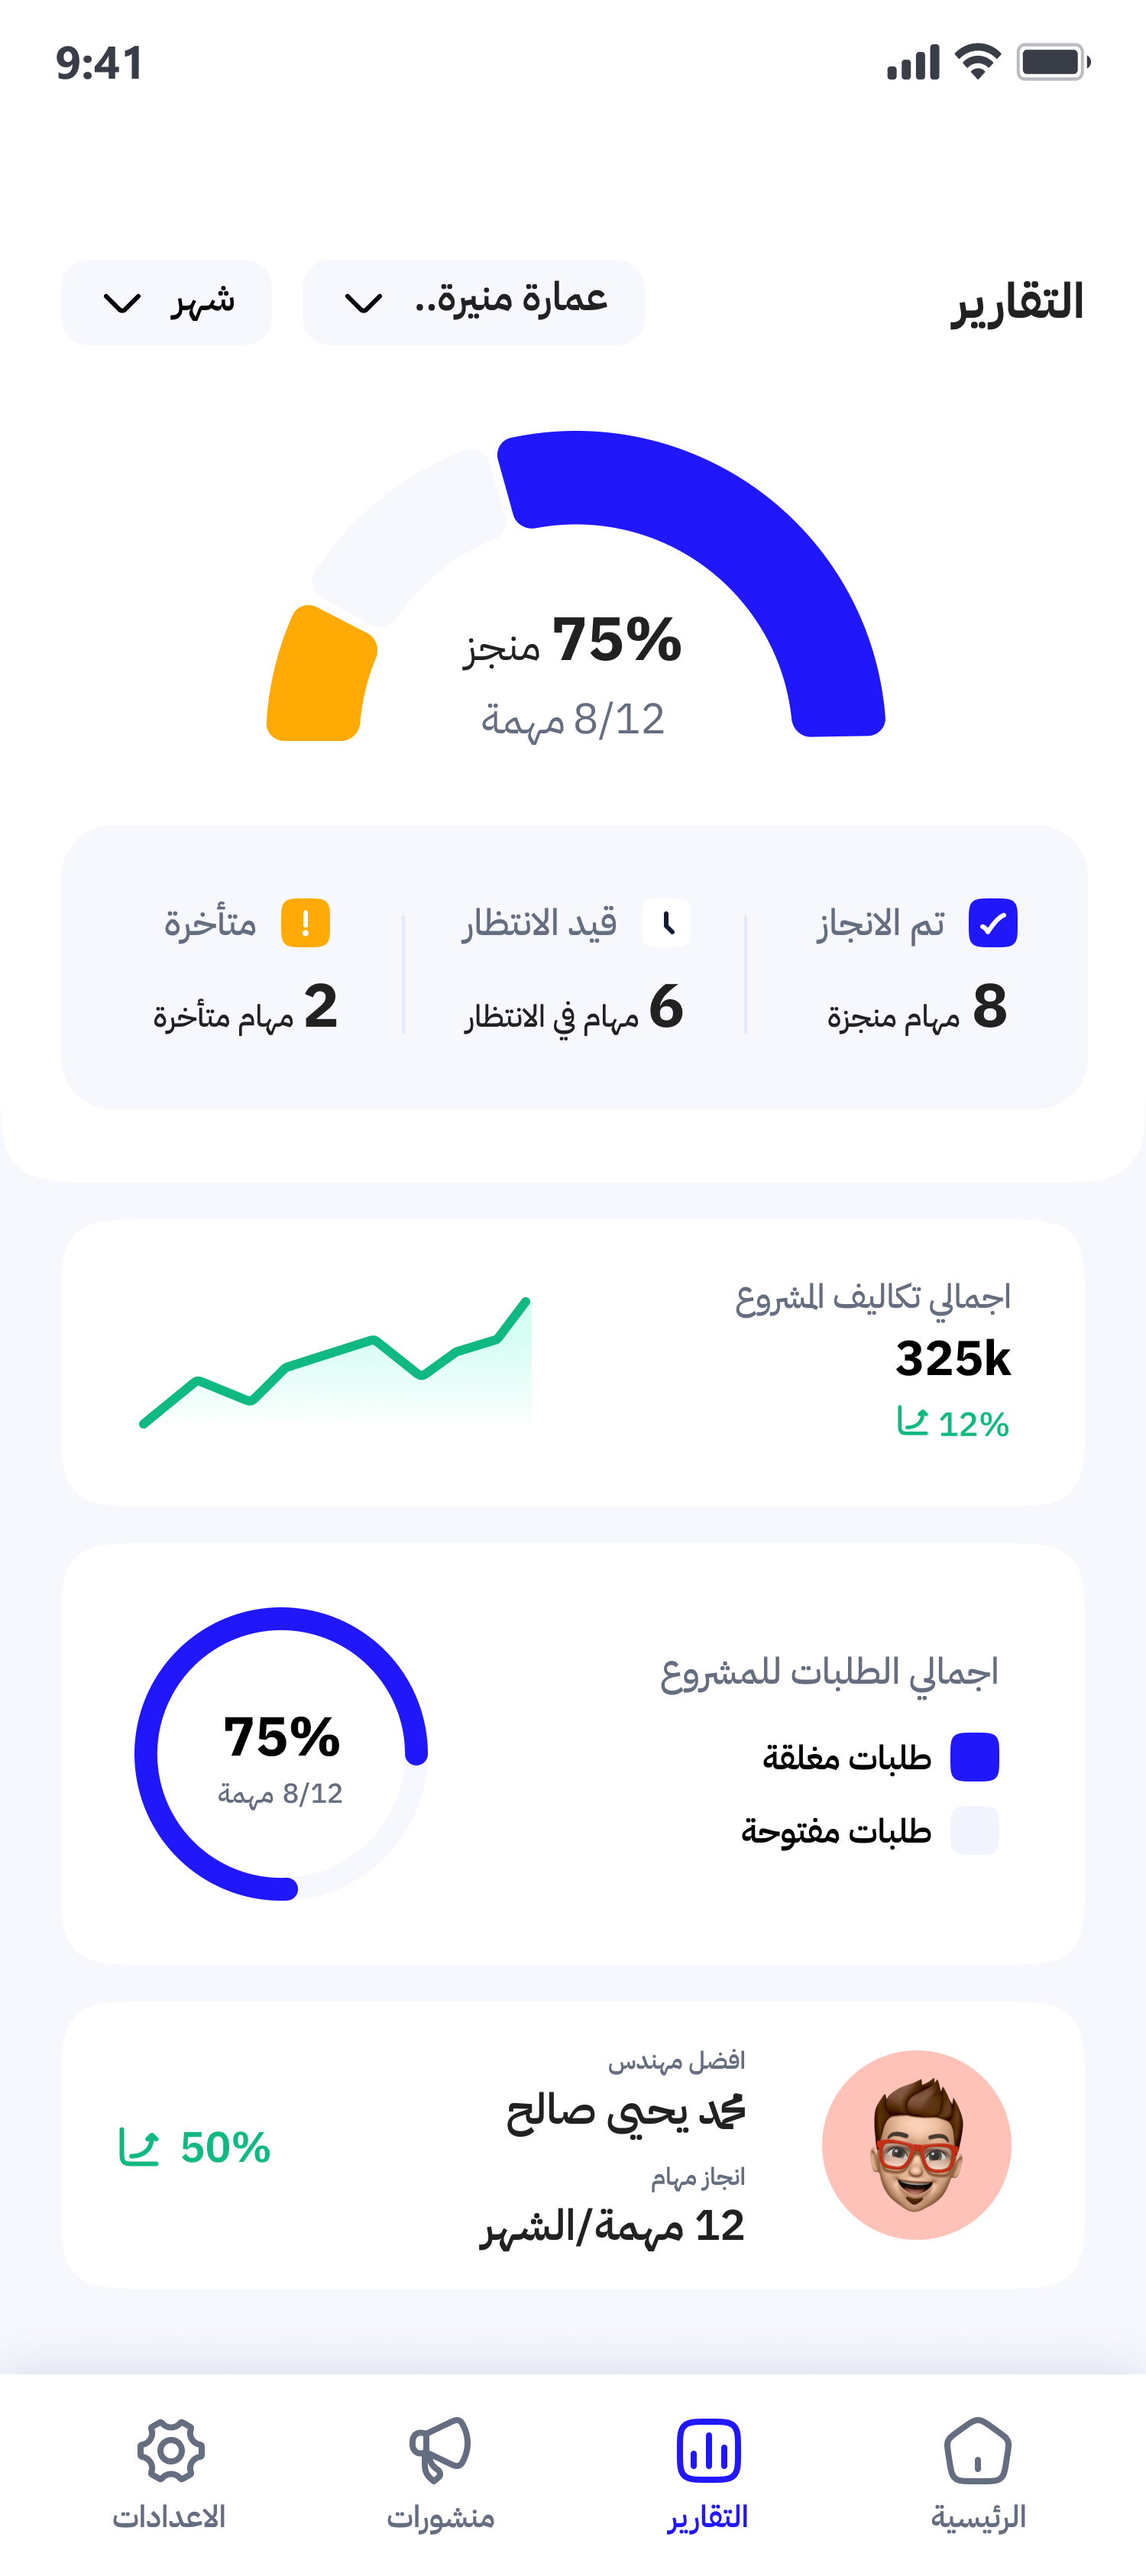 9:41
التقارير
عمارة منيرة..
شهر
75% منجز
8/12 مهمة
تم الانجاز
قيد الانتظار
متأخرة
8 مهام منجزة
6 مهام في الانتظار
2 مهام متأخرة
اجمالي تكاليف المشروع
325k
12%
اجمالي الطلبات للمشروع
طلبات مغلقة
طلبات مفتوحة
75%
8/12 مهمة
افضل مهندس
محمد يحيى صالح
انجاز مهام
12 مهمة/الشهر
50%
الرئيسية
التقارير
منشورات
الاعدادات